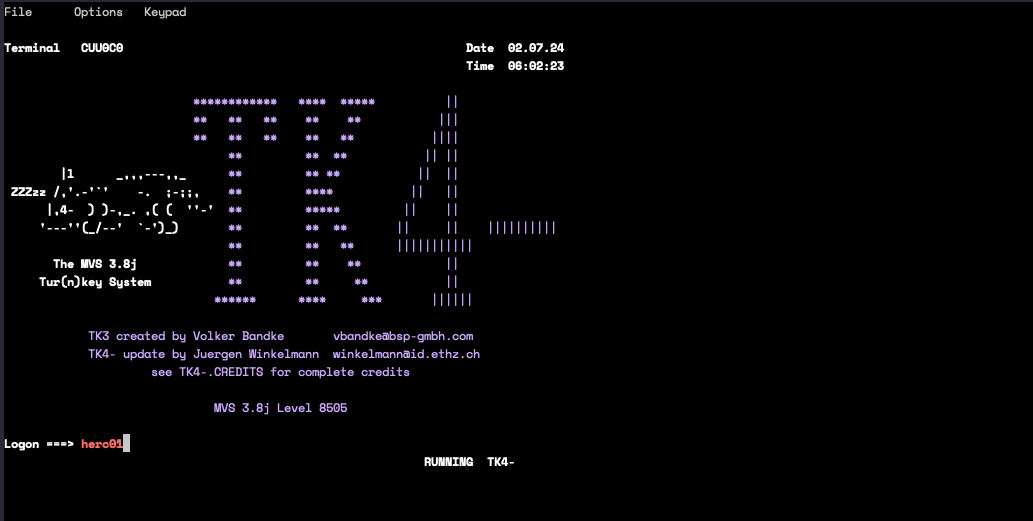 File Options Keypad
Terminal CUU0C0 Date 02.07.24
Time 06:02:23
ZZZzz
The MVS 3.8j
Tur(n)key System
TK4-
TK3 created by Volker Bandke vbandke@bsp-gmbh.com
TK4- update by Juergen Winkelmann winkelmann@id.ethz.ch
see TK4-.CREDITS for complete credits
MVS 3.8j Level 8505
Logon ===> herc01
RUNNING TK4-